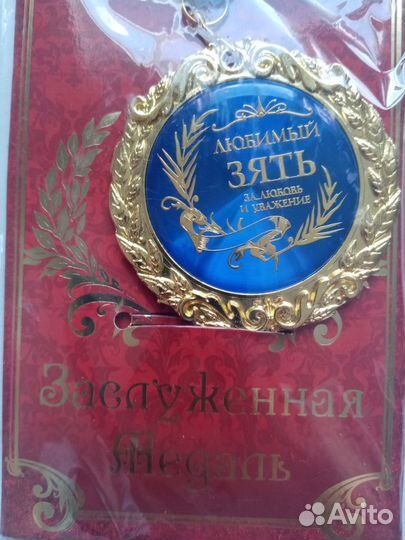 ЛЮБИМЫЙ
ЗЯТЬ
ЗА ЛЮБОВЬ
И УВАЖЕНИЕ
Заслуженная
Медаль
Avito